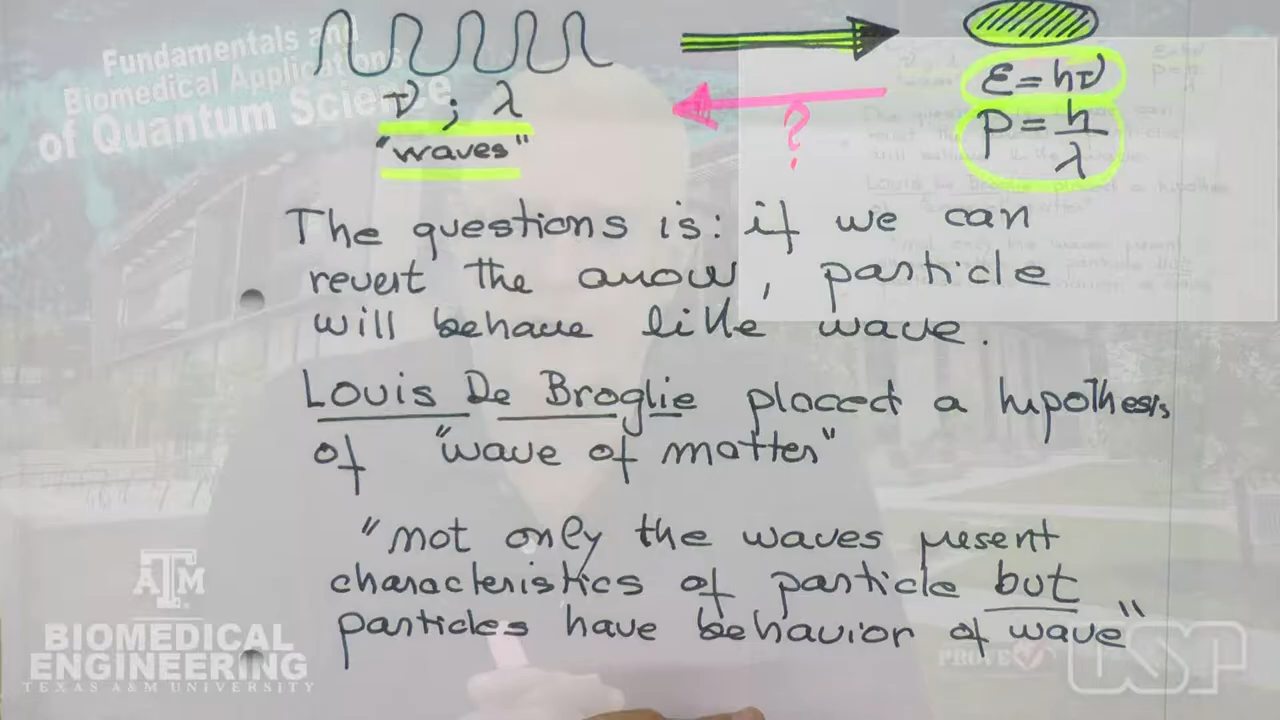 Fundamentals and
Biomedical Applications
of Quantum Science
ν ; λ
"waves"
?
ε = hν
p = h/λ
The questions is: if we can
revert the arrow, particle
will behave like wave.
Louis De Broglie placed a hipothesis
of "wave of matter"
"not only the waves present
characteristics of particle but
particles have behavior of wave"
A|M
BIOMEDICAL
ENGINEERING
TEXAS A&M UNIVERSITY
PROVE
USP